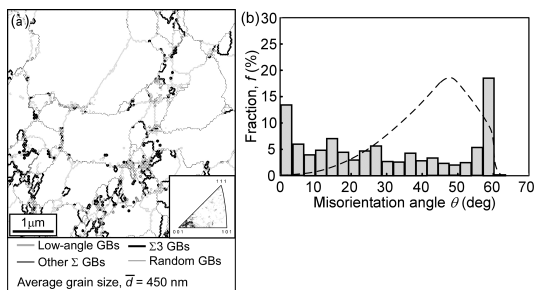 (a)
111
001 101
1μm
Low-angle GBs Σ3 GBs
Other Σ GBs Random GBs
Average grain size, d̅ = 450 nm
(b)
Fraction, f (%)
30
25
20
15
10
5
0
0 10 20 30 40 50 60 70
Misorientation angle θ (deg)